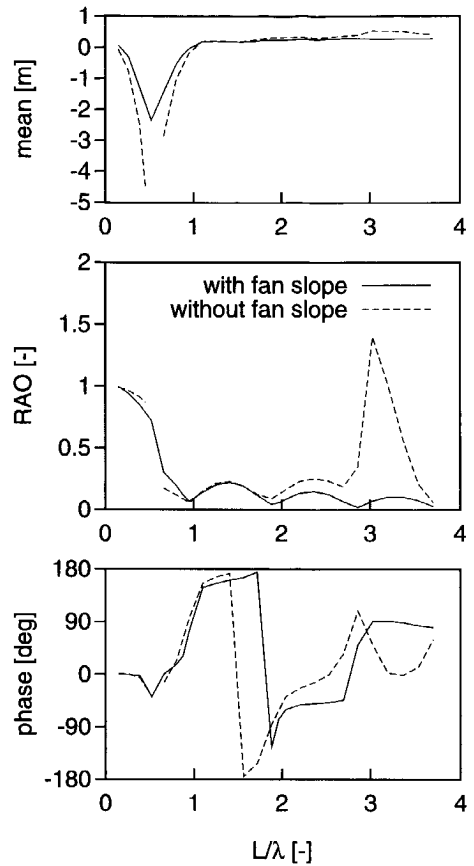 1
0
-1
-2
-3
-4
-5
mean [m]
0 1 2 3 4
2
1.5
1
0.5
0
RAO [-]
with fan slope
without fan slope
0 1 2 3 4
180
90
0
-90
-180
phase [deg]
0 1 2 3 4
L/λ [-]